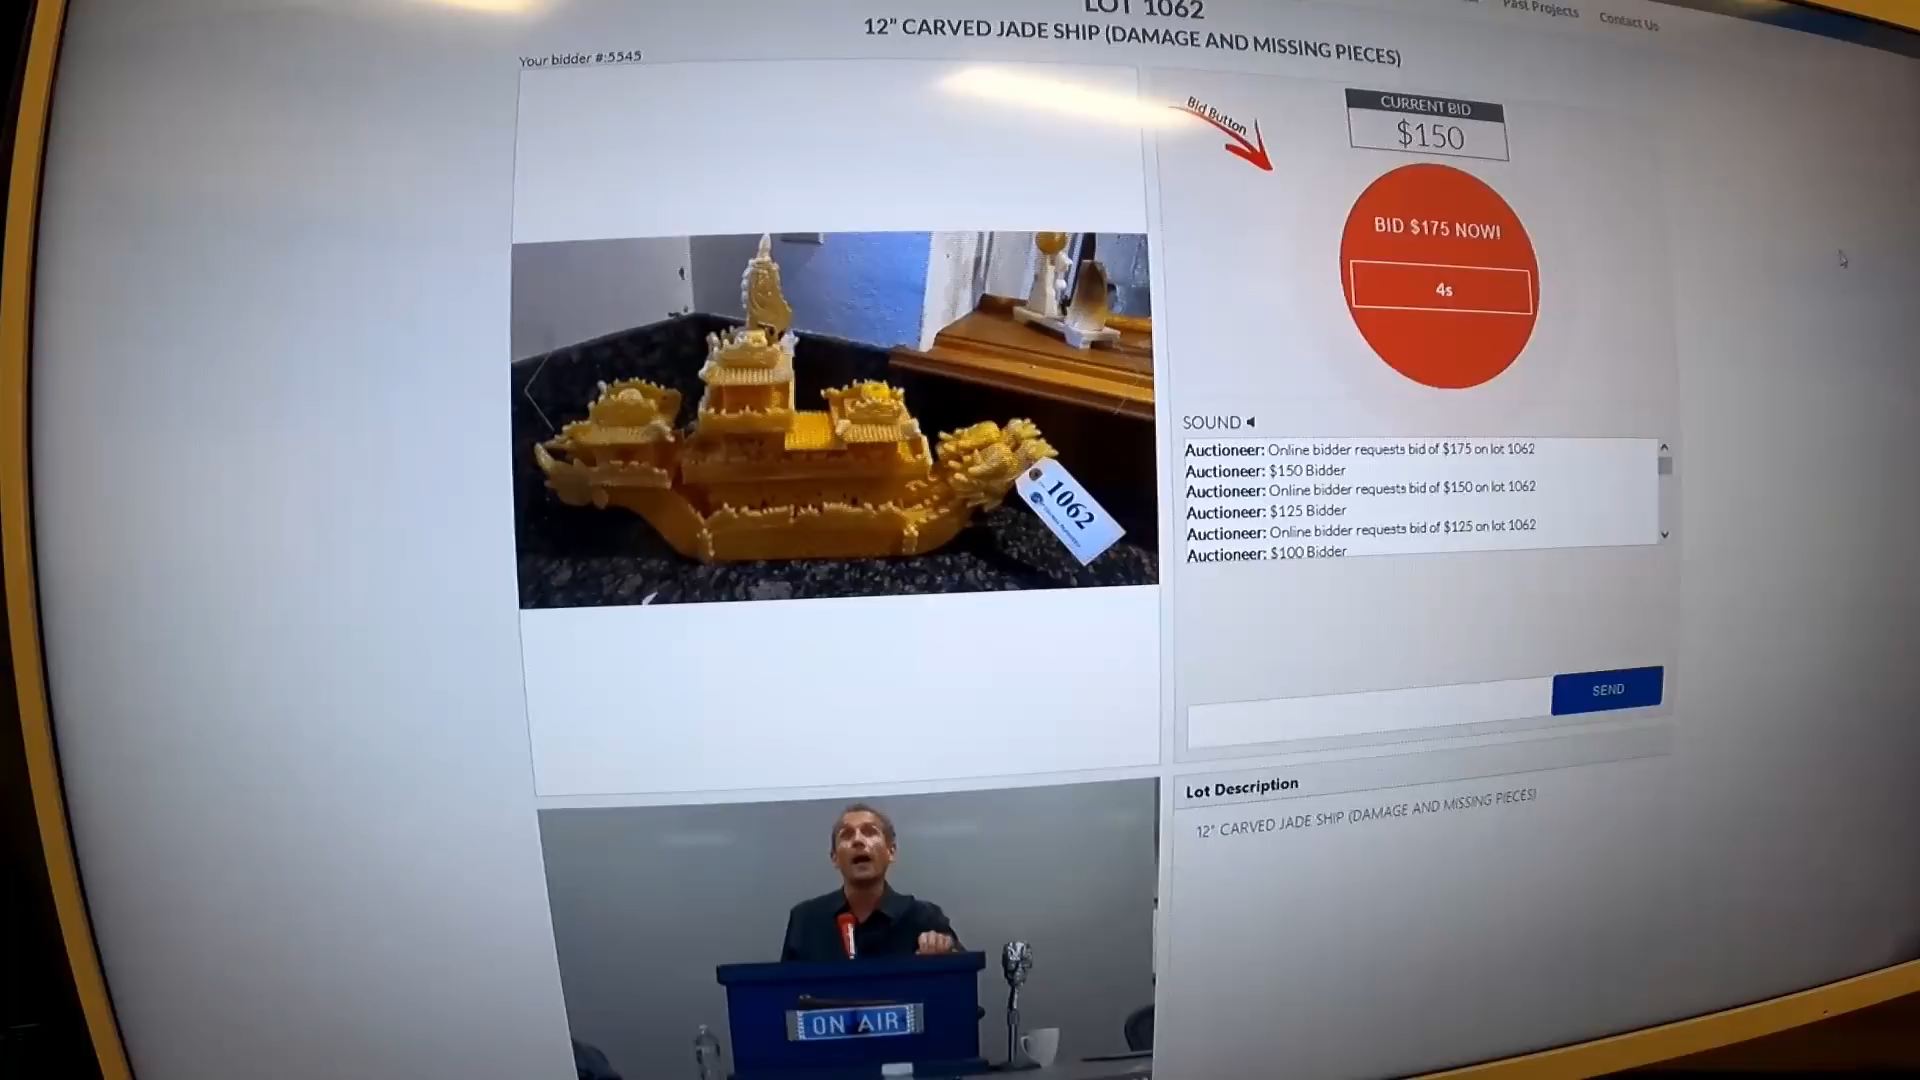 Past Projects
Contact Us
LOT 1062
12" CARVED JADE SHIP (DAMAGE AND MISSING PIECES)
Your bidder #:5545
Bid Button
CURRENT BID
$150
BID $175 NOW!
4s
1062
SOUND
Auctioneer: Online bidder requests bid of $175 on lot 1062
Auctioneer: $150 Bidder
Auctioneer: Online bidder requests bid of $150 on lot 1062
Auctioneer: $125 Bidder
Auctioneer: Online bidder requests bid of $125 on lot 1062
Auctioneer: $100 Bidder
SEND
Lot Description
12" CARVED JADE SHIP (DAMAGE AND MISSING PIECES)
ON AIR